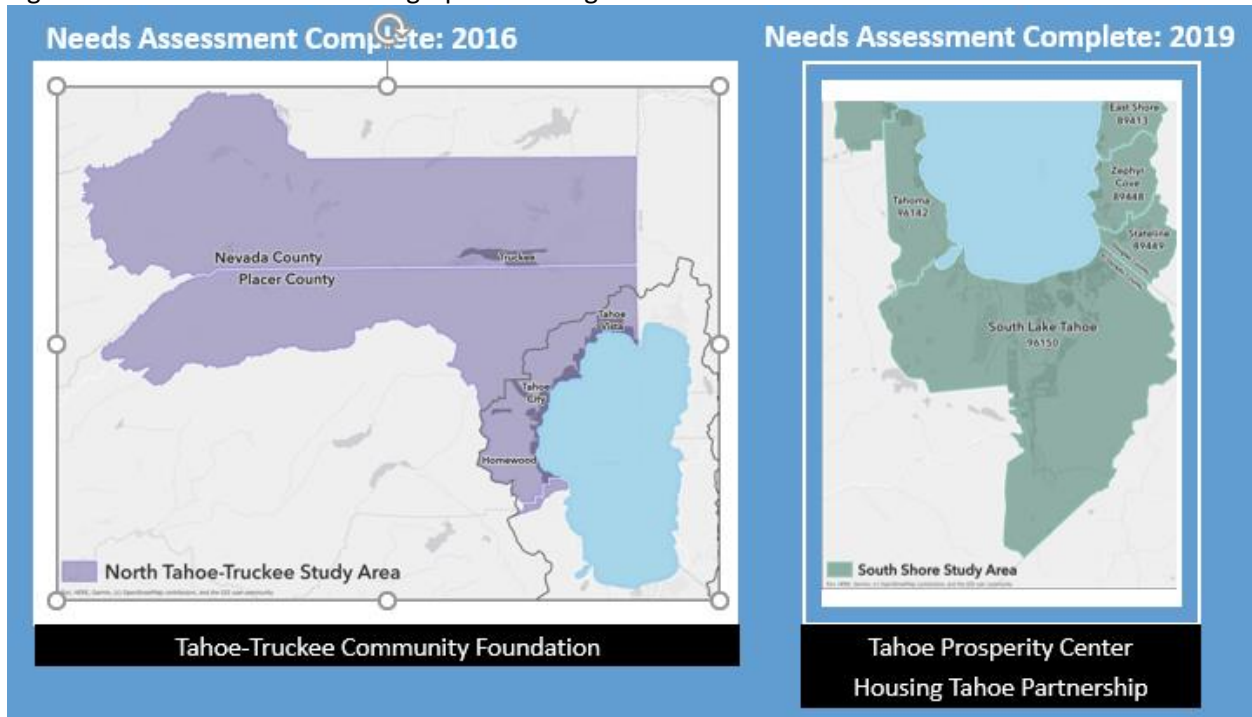 Needs Assessment Complete: 2016
Needs Assessment Complete: 2019
Nevada County
Placer County
Truckee
Tahoe
Vista
Tahoe
City
Homewood
North Tahoe-Truckee Study Area
Tahoe-Truckee Community Foundation
East Shore
89413
Zephyr
Cove
89448
Tahoma
96142
Stateline
89449
South Lake Tahoe
96150
South Shore Study Area
Tahoe Prosperity Center
Housing Tahoe Partnership